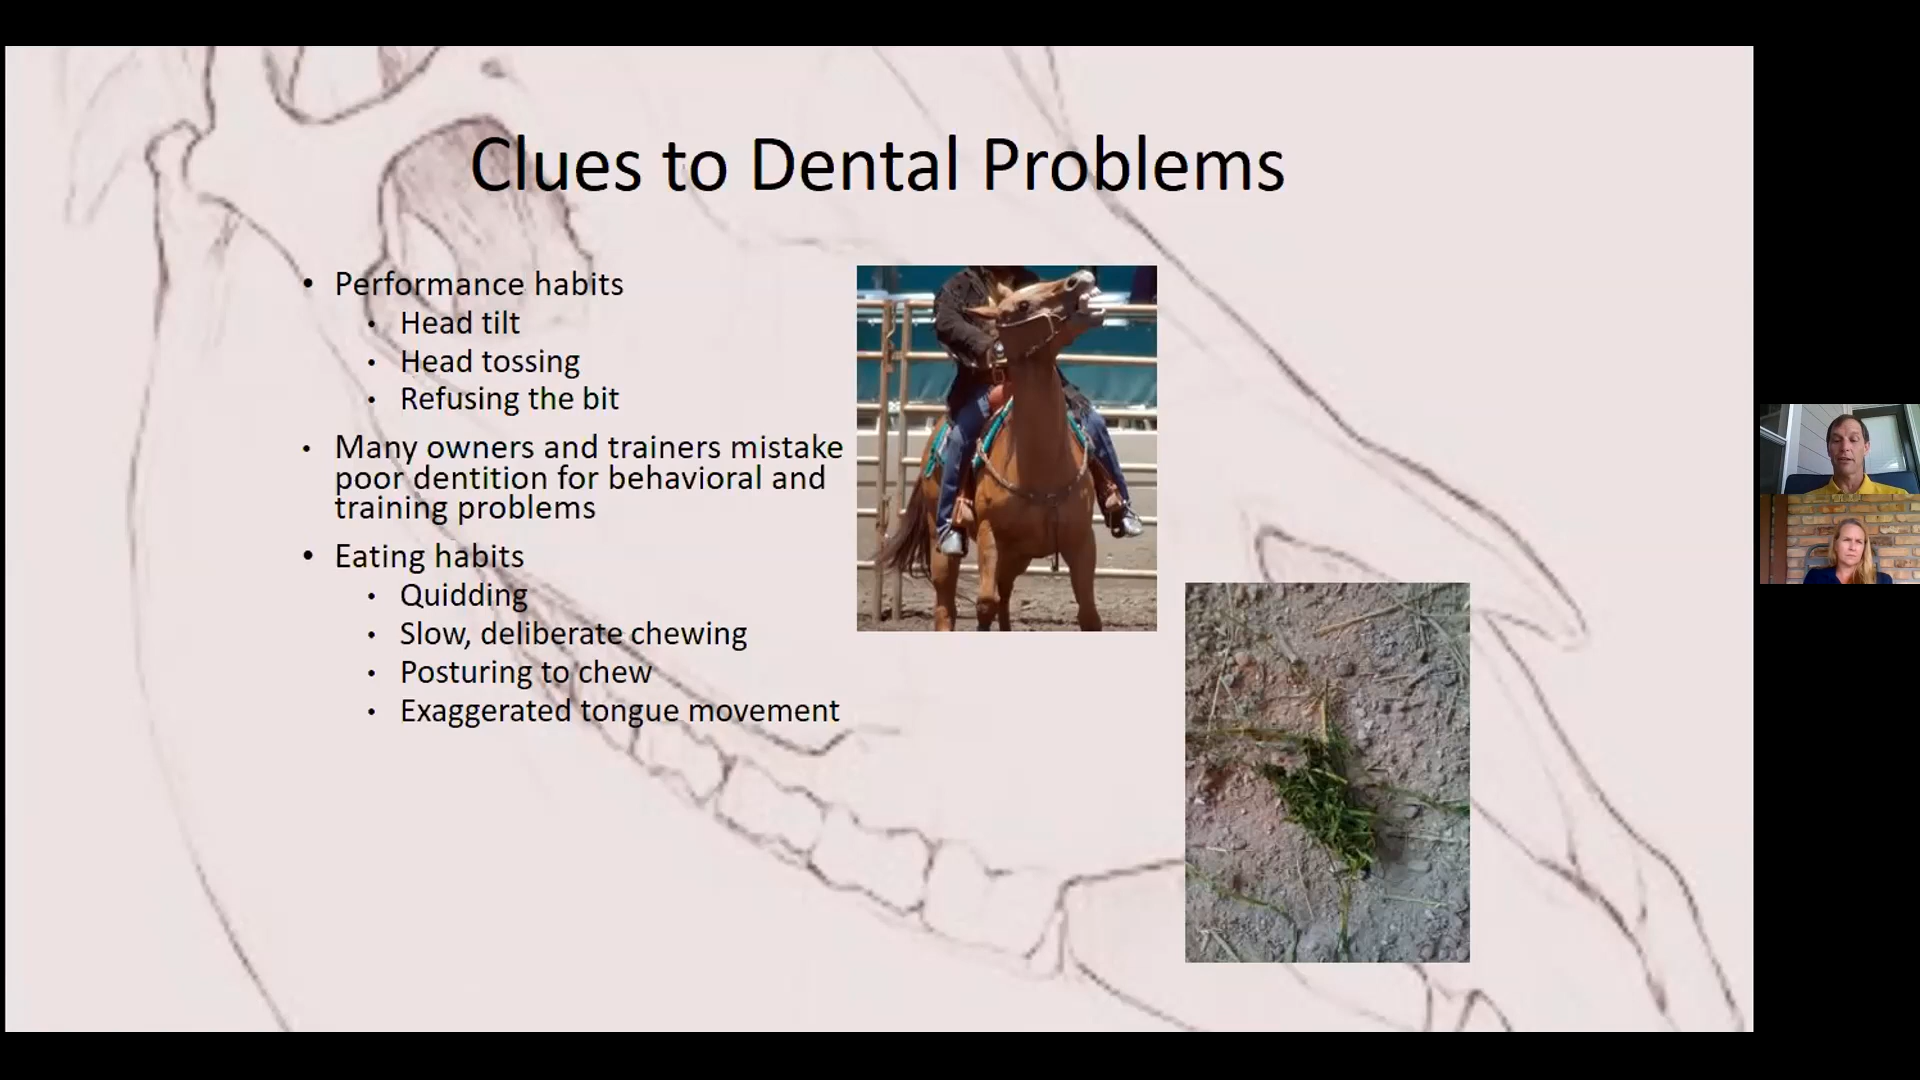 Clues to Dental Problems
• Performance habits
• Head tilt
• Head tossing
• Refusing the bit
• Many owners and trainers mistake
poor dentition for behavioral and
training problems
• Eating habits
• Quidding
• Slow, deliberate chewing
• Posturing to chew
• Exaggerated tongue movement